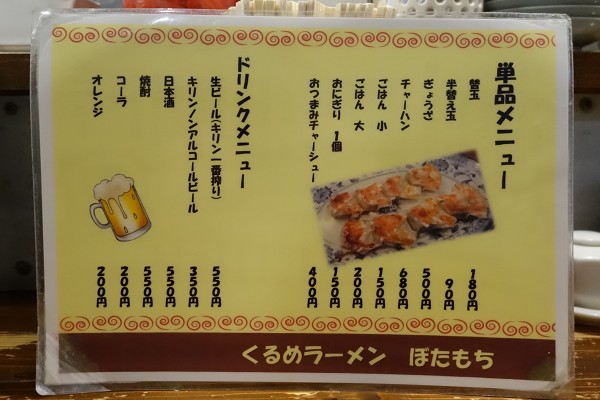 単品メニュー
替玉 180円
半替え玉 90円
ぎょうざ 500円
チャーハン 680円
ごはん 小 150円
ごはん 大 200円
おにぎり 1個 150円
おつまみチャーシュー 400円
ドリンクメニュー
生ビール(キリン一番搾り) 550円
キリンノンアルコールビール 350円
日本酒 550円
焼酎 550円
コーラ 200円
オレンジ 200円
くるめラーメン ぼたもち